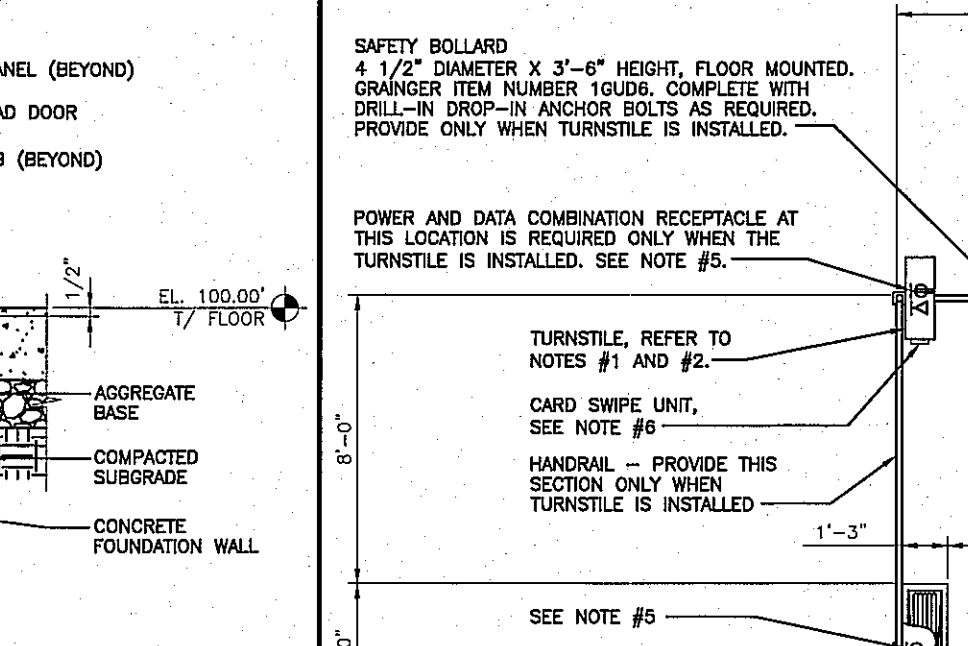 ANEL (BEYOND)
AD DOOR
B (BEYOND)
1/2"
EL. 100.00'
T/ FLOOR
AGGREGATE
BASE
COMPACTED
SUBGRADE
CONCRETE
FOUNDATION WALL
SAFETY BOLLARD
4 1/2" DIAMETER X 3'-6" HEIGHT, FLOOR MOUNTED.
GRAINGER ITEM NUMBER 1GUD6. COMPLETE WITH
DRILL-IN DROP-IN ANCHOR BOLTS AS REQUIRED.
PROVIDE ONLY WHEN TURNSTILE IS INSTALLED.
POWER AND DATA COMBINATION RECEPTACLE AT
THIS LOCATION IS REQUIRED ONLY WHEN THE
TURNSTILE IS INSTALLED. SEE NOTE #5.
TURNSTILE, REFER TO
NOTES #1 AND #2.
CARD SWIPE UNIT,
SEE NOTE #6
8'-0"
HANDRAIL - PROVIDE THIS
SECTION ONLY WHEN
TURNSTILE IS INSTALLED
1'-3"
SEE NOTE #5
0"